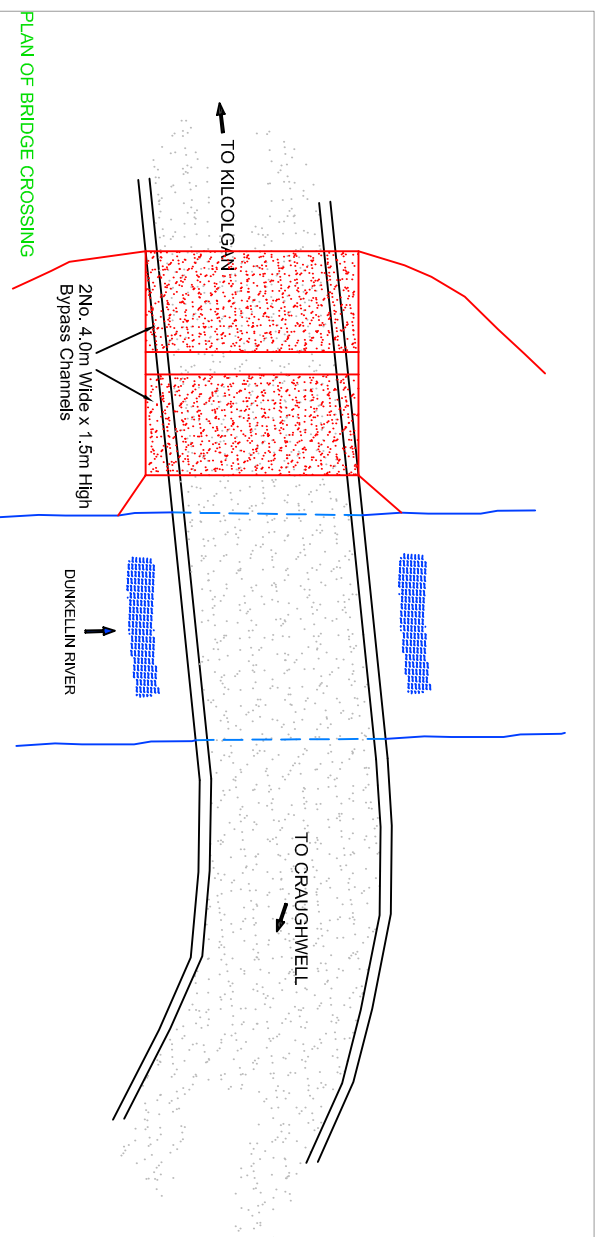 PLAN OF BRIDGE CROSSING
TO KILCOLGAN
2No. 4.0m Wide x 1.5m High
Bypass Channels
DUNKELLIN RIVER
TO CRAUGHWELL